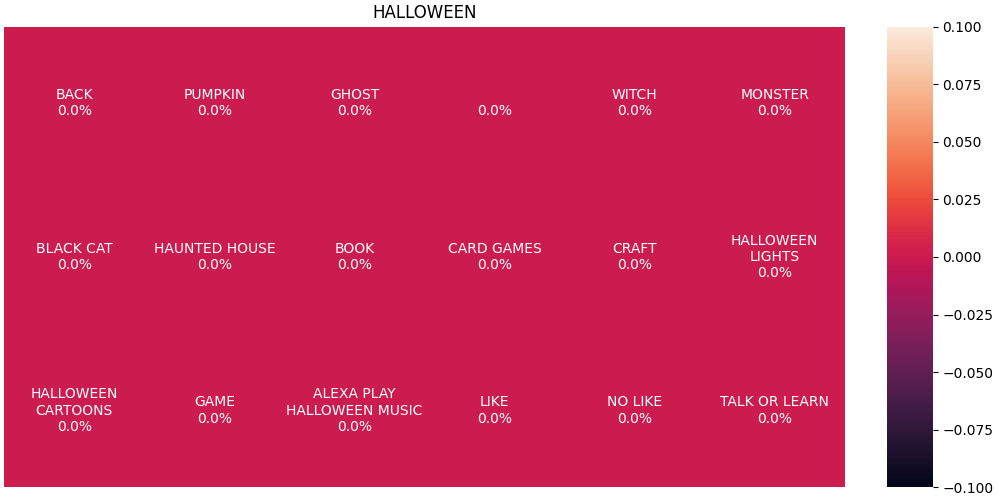 HALLOWEEN
BACK
0.0%
PUMPKIN
0.0%
GHOST
0.0%
0.0%
WITCH
0.0%
MONSTER
0.0%
BLACK CAT
0.0%
HAUNTED HOUSE
0.0%
BOOK
0.0%
CARD GAMES
0.0%
CRAFT
0.0%
HALLOWEEN
LIGHTS
0.0%
HALLOWEEN
CARTOONS
0.0%
GAME
0.0%
ALEXA PLAY
HALLOWEEN MUSIC
0.0%
LIKE
0.0%
NO LIKE
0.0%
TALK OR LEARN
0.0%
0.100
0.075
0.050
0.025
0.000
−0.025
−0.050
−0.075
−0.100